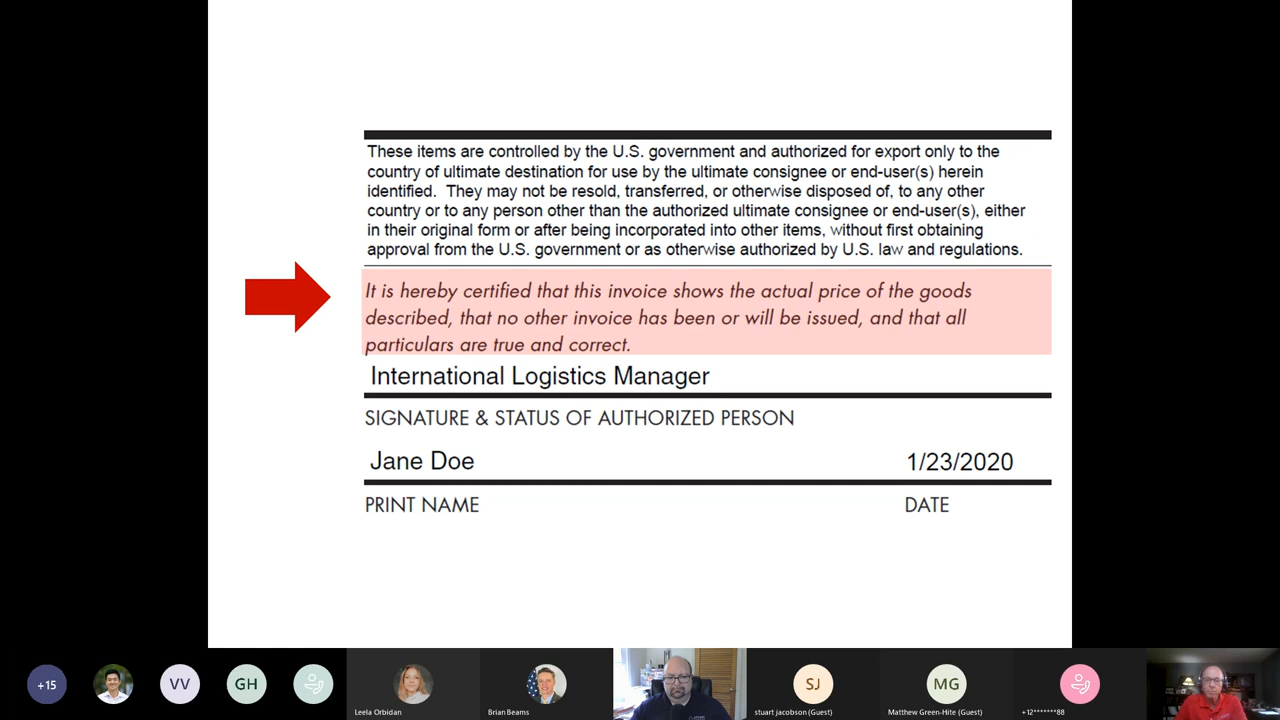 These items are controlled by the U.S. government and authorized for export only to the
country of ultimate destination for use by the ultimate consignee or end-user(s) herein
identified.  They may not be resold, transferred, or otherwise disposed of, to any other
country or to any person other than the authorized ultimate consignee or end-user(s), either
in their original form or after being incorporated into other items, without first obtaining
approval from the U.S. government or as otherwise authorized by U.S. law and regulations.
It is hereby certified that this invoice shows the actual price of the goods
described, that no other invoice has been or will be issued, and that all
particulars are true and correct.
International Logistics Manager
SIGNATURE & STATUS OF AUTHORIZED PERSON
Jane Doe 1/23/2020
PRINT NAME DATE
+15 VV GH SJ MG
Leela Orbidan Brian Beams stuart jacobson (Guest) Matthew Green-Hite (Guest) +12*******88